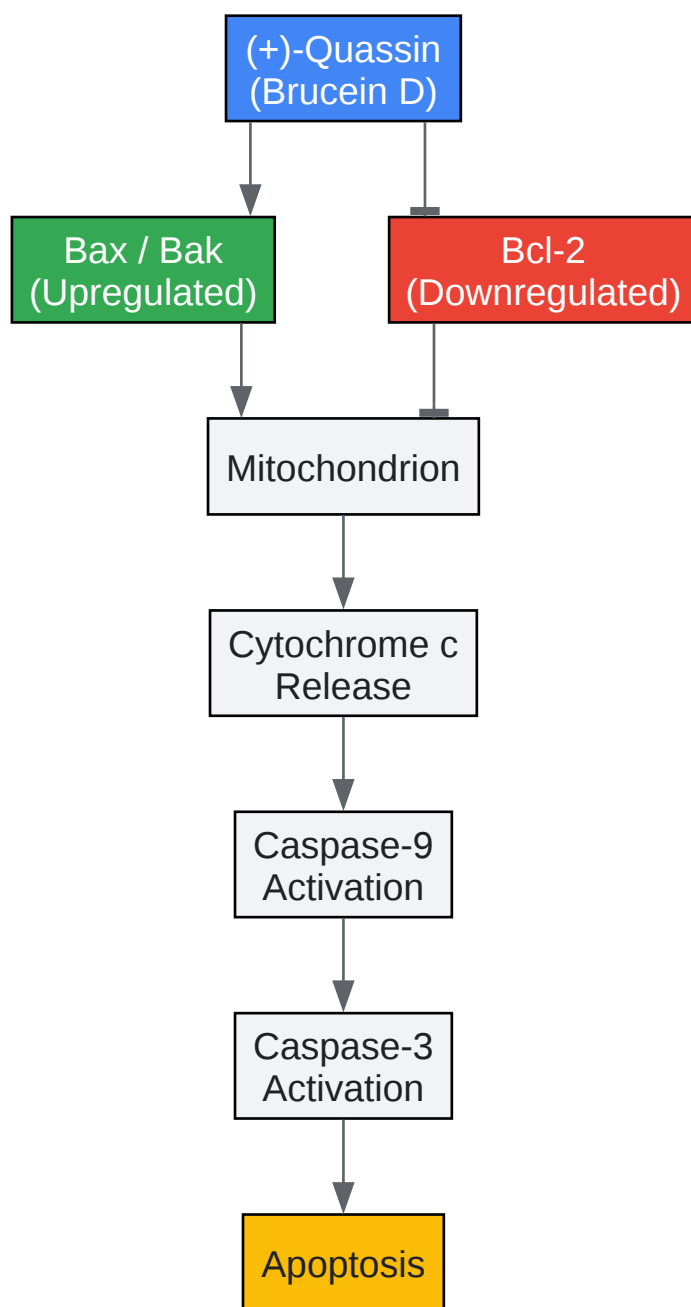 (+)-Quassin
(Brucein D)
Bax / Bak
(Upregulated)
Bcl-2
(Downregulated)
Mitochondrion
Cytochrome c
Release
Caspase-9
Activation
Caspase-3
Activation
Apoptosis